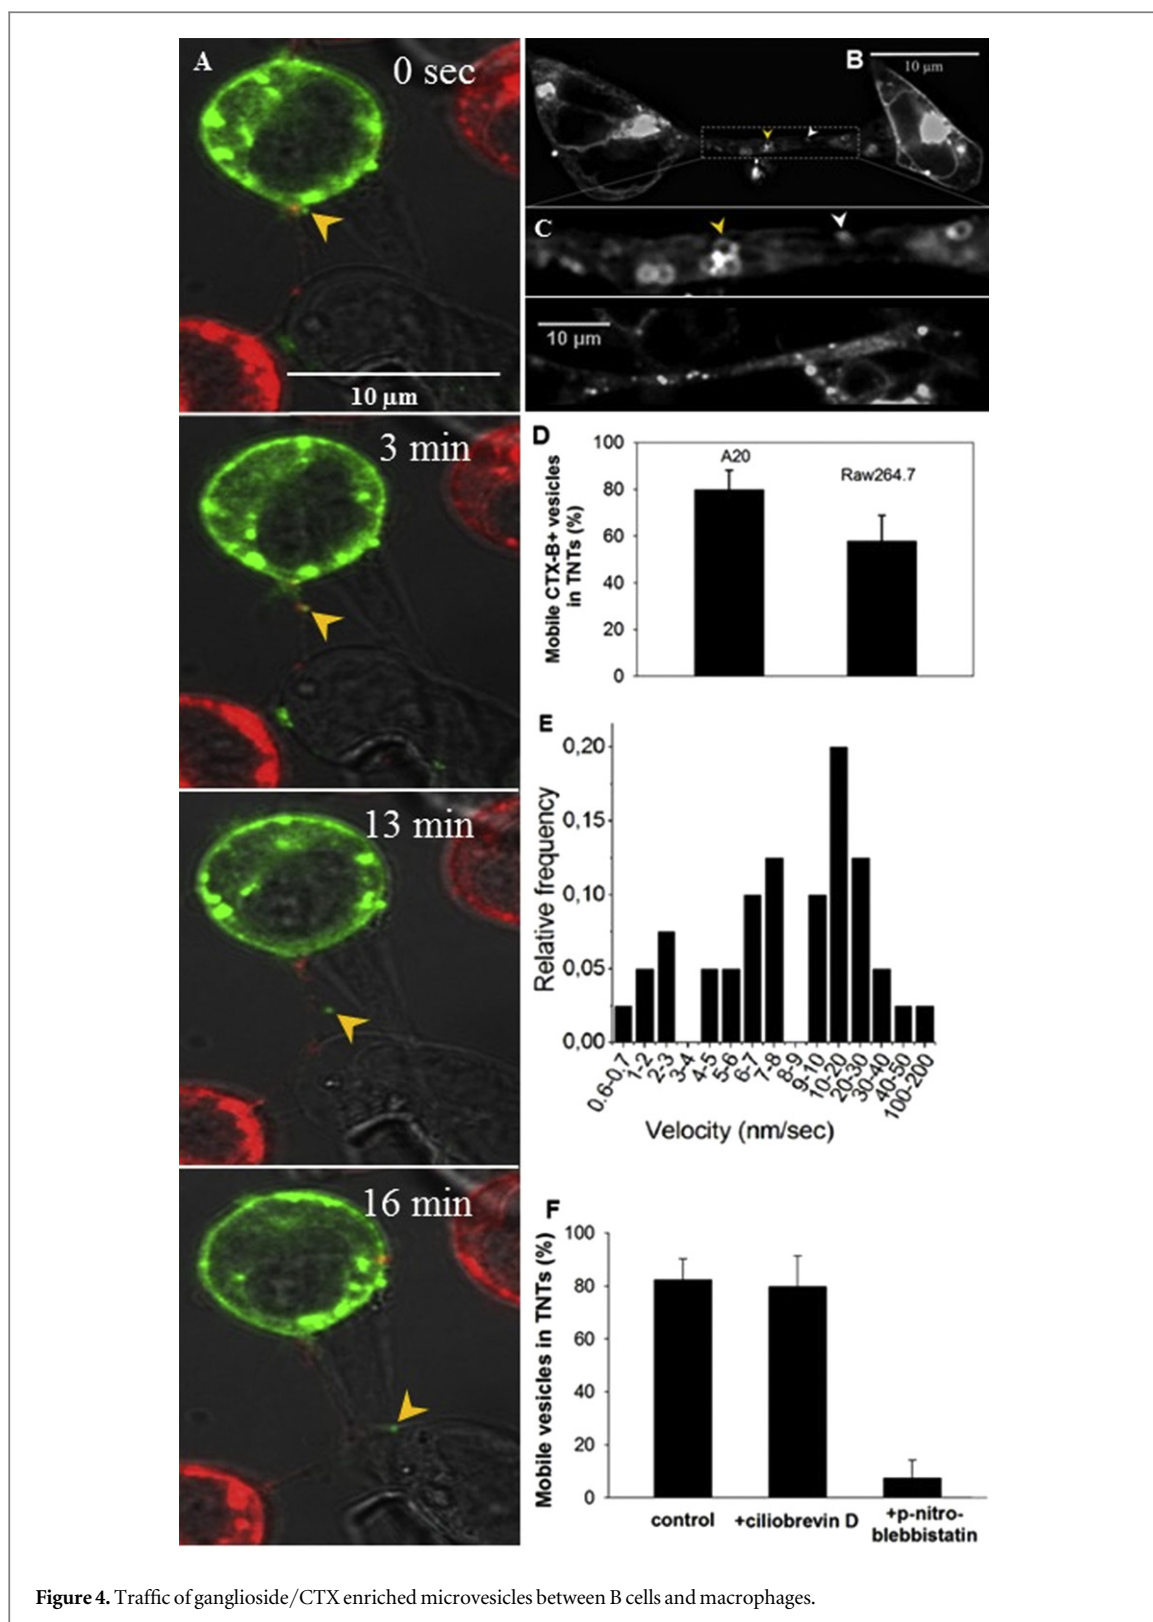 A
0 sec
10 µm
3 min
13 min
16 min
B
10 µm
C
10 µm
D
Mobile CTX-B+ vesicles
in TNTs (%)
100
80
60
40
20
0
A20
Raw264.7
E
Relative frequency
0,20
0,15
0,10
0,05
0,00
0.6-0.7
1-2
2-3
3-4
4-5
5-6
6-7
7-8
8-9
9-10
10-20
20-30
30-40
40-50
100-200
Velocity (nm/sec)
F
Mobile vesicles in TNTs (%)
100
80
60
40
20
0
control
+ciliobrevin D
+p-nitro-
blebbistatin
Figure 4. Traffic of ganglioside/CTX enriched microvesicles between B cells and macrophages.